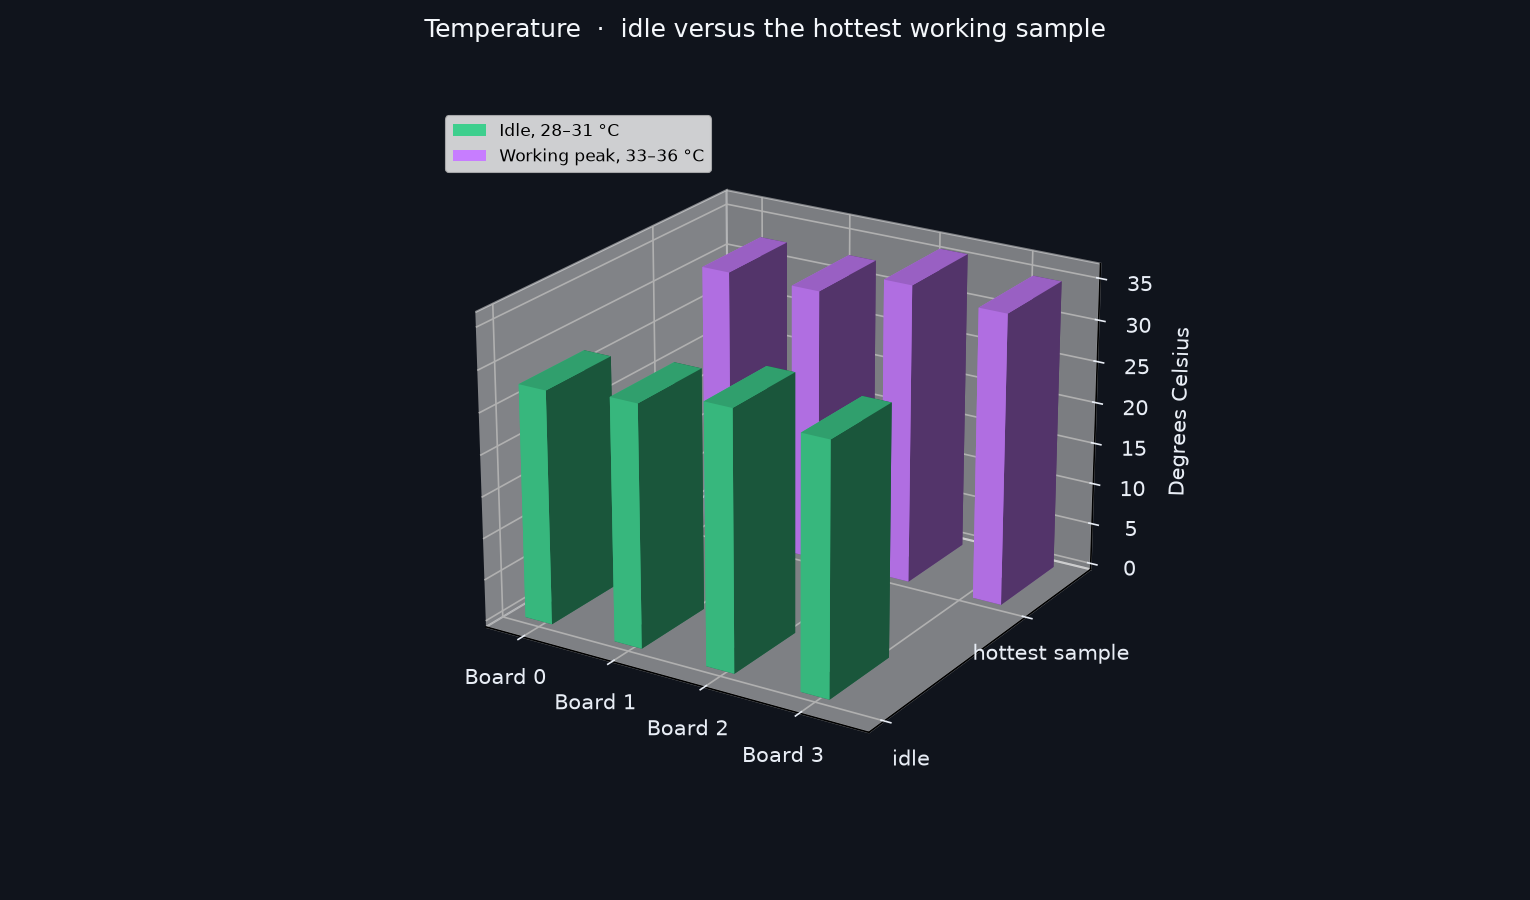 Temperature · idle versus the hottest working sample
Idle, 28–31 °C
Working peak, 33–36 °C
35
30
25
20
15
10
5
0
Degrees Celsius
hottest sample
idle
Board 0
Board 1
Board 2
Board 3